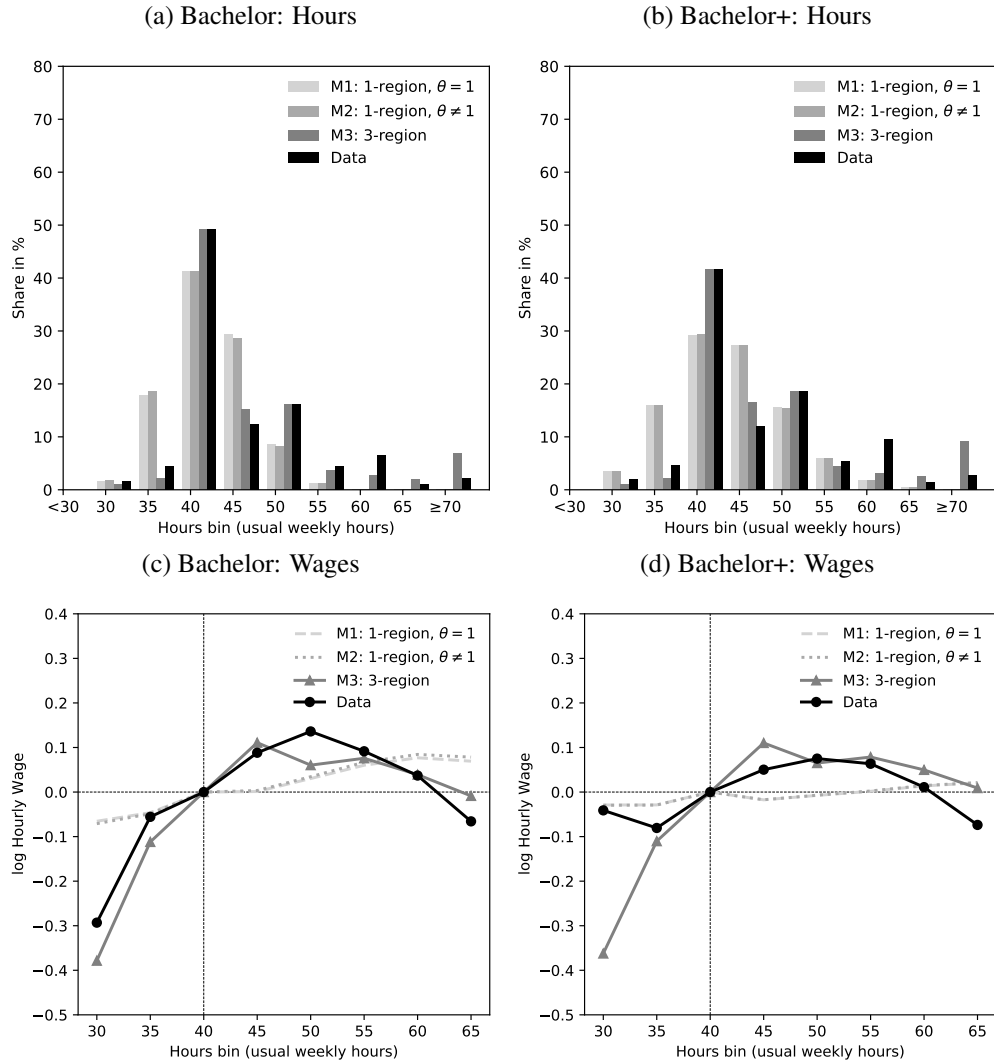 (a) Bachelor: Hours
80
70
60
50
40
30
20
10
0
Share in %
M1: 1-region, θ = 1
M2: 1-region, θ ≠ 1
M3: 3-region
Data
<30 30 35 40 45 50 55 60 65 ≥70
Hours bin (usual weekly hours)
(b) Bachelor+: Hours
80
70
60
50
40
30
20
10
0
Share in %
M1: 1-region, θ = 1
M2: 1-region, θ ≠ 1
M3: 3-region
Data
<30 30 35 40 45 50 55 60 65 ≥70
Hours bin (usual weekly hours)
(c) Bachelor: Wages
0.4
0.3
0.2
0.1
0.0
−0.1
−0.2
−0.3
−0.4
−0.5
log Hourly Wage
M1: 1-region, θ = 1
M2: 1-region, θ ≠ 1
M3: 3-region
Data
30 35 40 45 50 55 60 65
Hours bin (usual weekly hours)
(d) Bachelor+: Wages
0.4
0.3
0.2
0.1
0.0
−0.1
−0.2
−0.3
−0.4
−0.5
log Hourly Wage
M1: 1-region, θ = 1
M2: 1-region, θ ≠ 1
M3: 3-region
Data
30 35 40 45 50 55 60 65
Hours bin (usual weekly hours)